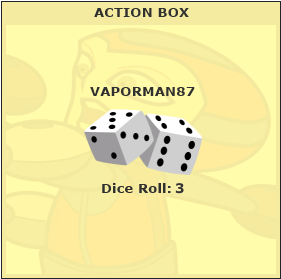 ACTION BOX
VAPORMAN87
Dice Roll: 3